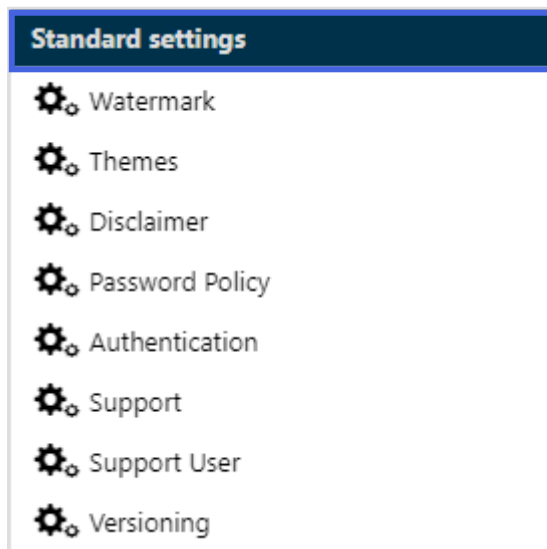 Standard settings
Watermark
Themes
Disclaimer
Password Policy
Authentication
Support
Support User
Versioning